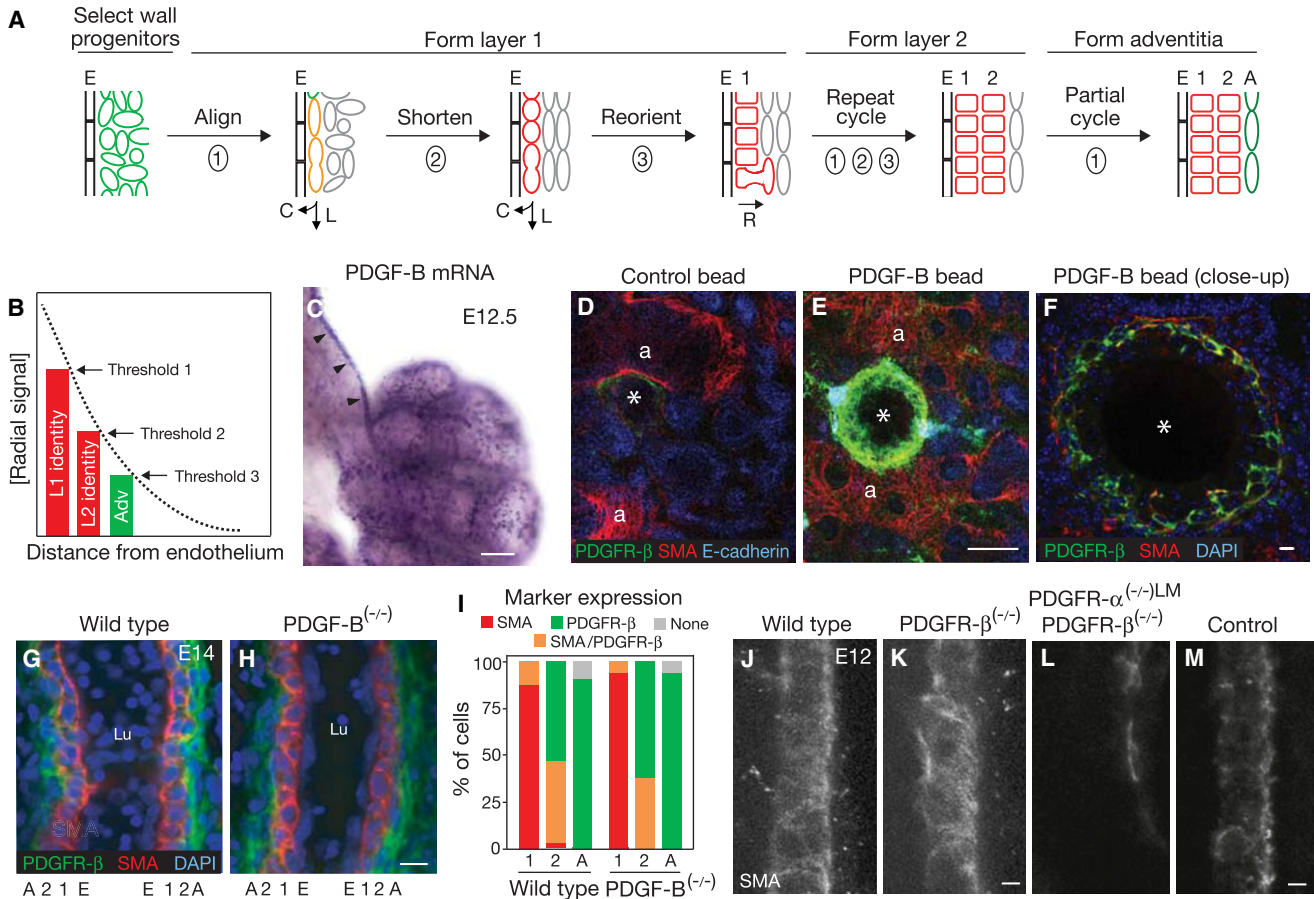 A
Select wall
progenitors
Form layer 1
Form layer 2
Form adventitia
E
Align
1
E
C
L
Shorten
2
E
C
L
Reorient
3
E 1
R
Repeat
cycle
1 2 3
E 1 2
Partial
cycle
1
E 1 2 A
B
[Radial signal]
Threshold 1
Threshold 2
Threshold 3
L1 identity
L2 identity
Adv
Distance from endothelium
PDGF-B mRNA
C
E12.5
Control bead
D
a
*
a
PDGFR-β SMA E-cadherin
PDGF-B bead
E
a
*
a
PDGF-B bead (close-up)
F
*
PDGFR-β SMA DAPI
Wild type
G
E14
Lu
SMA
PDGFR-β SMA DAPI
A 2 1 E E 1 2 A
PDGF-B(-/-)
H
Lu
A 2 1 E E 1 2 A
I
Marker expression
SMA PDGFR-β None
SMA/PDGFR-β
% of cells
100
75
50
25
0
1 2 A 1 2 A
Wild type PDGF-B(-/-)
Wild type
J
E12
SMA
PDGFR-β(-/-)
K
PDGFR-α(-/-)LM
PDGFR-β(-/-)
L
Control
M